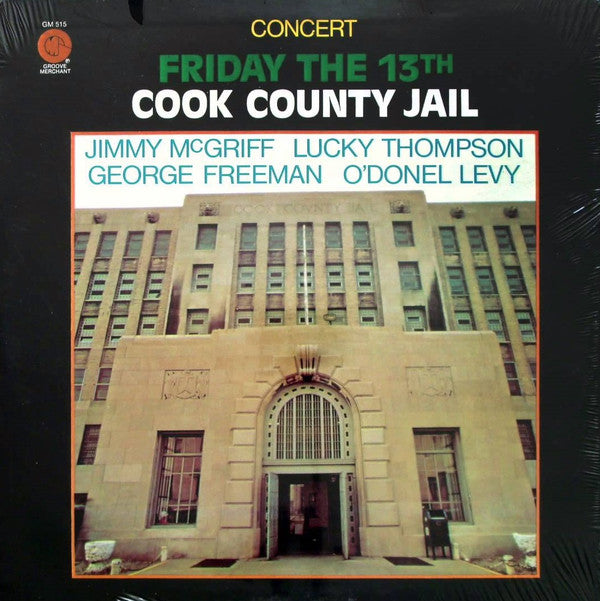 GM 515
GROOVE
MERCHANT
®
CONCERT
FRIDAY THE 13TH
COOK COUNTY JAIL
JIMMY McGRIFF LUCKY THOMPSON
GEORGE FREEMAN O'DONEL LEVY
COOK COUNTY JAIL